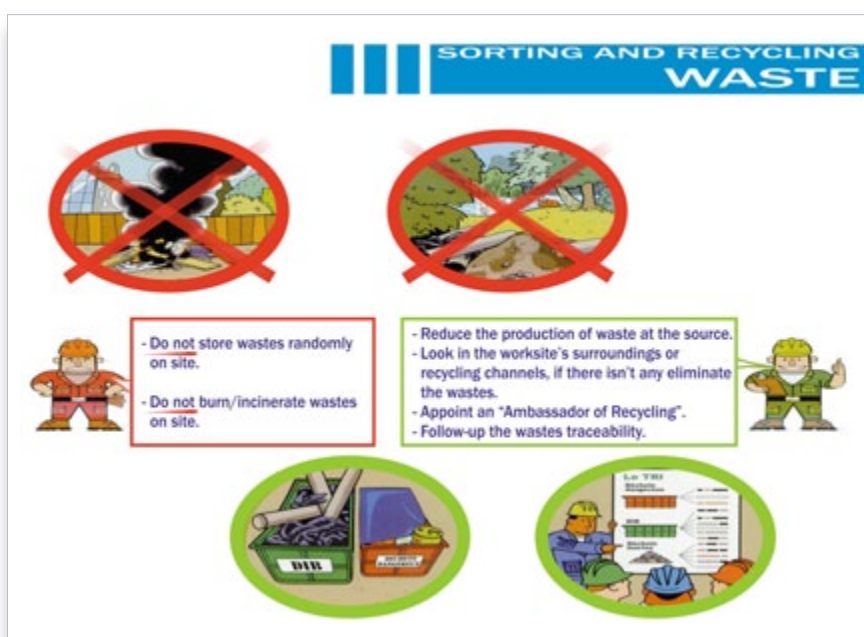 SORTING AND RECYCLING
WASTE
- Do not store wastes randomly
on site.
- Do not burn/incinerate wastes
on site.
- Reduce the production of waste at the source.
- Look in the worksite's surroundings or
recycling channels, if there isn't any eliminate
the wastes.
- Appoint an “Ambassador of Recycling”.
- Follow-up the wastes traceability.
DIB
Le TRI
DIB